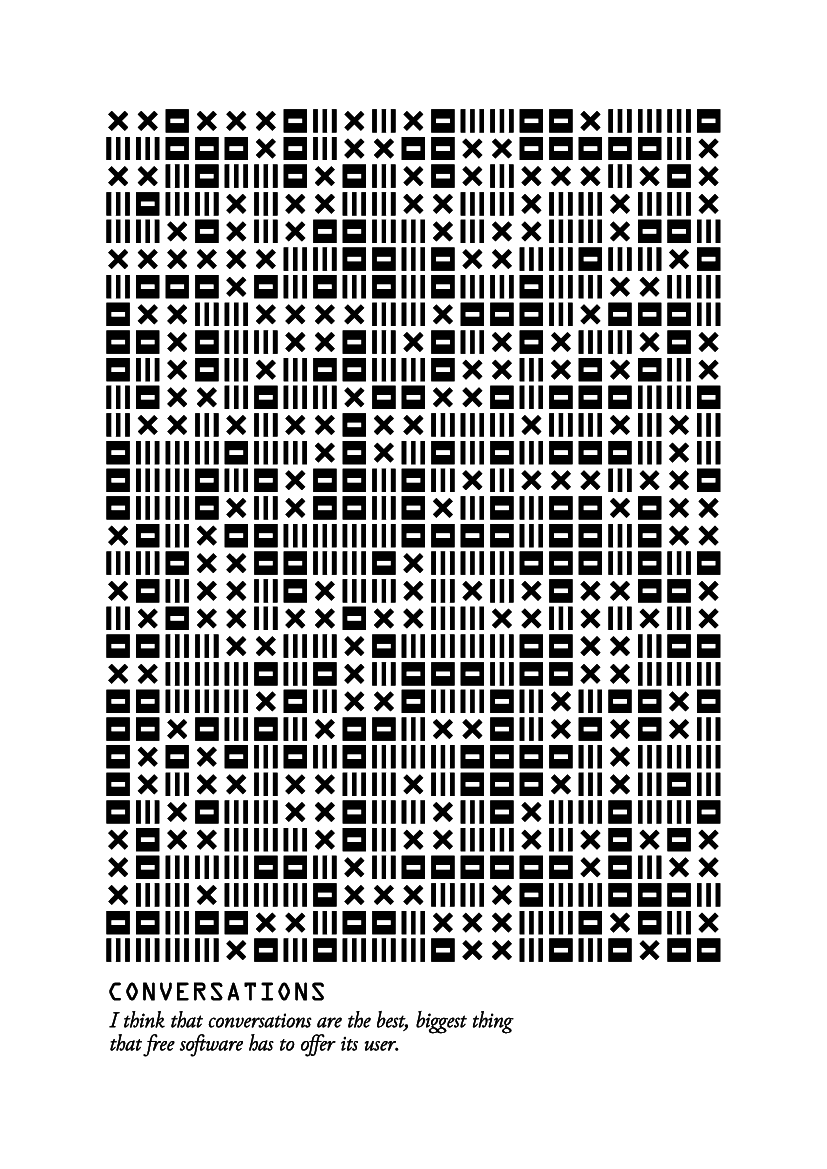 CONVERSATIONS
I think that conversations are the best, biggest thing
that free software has to offer its user.